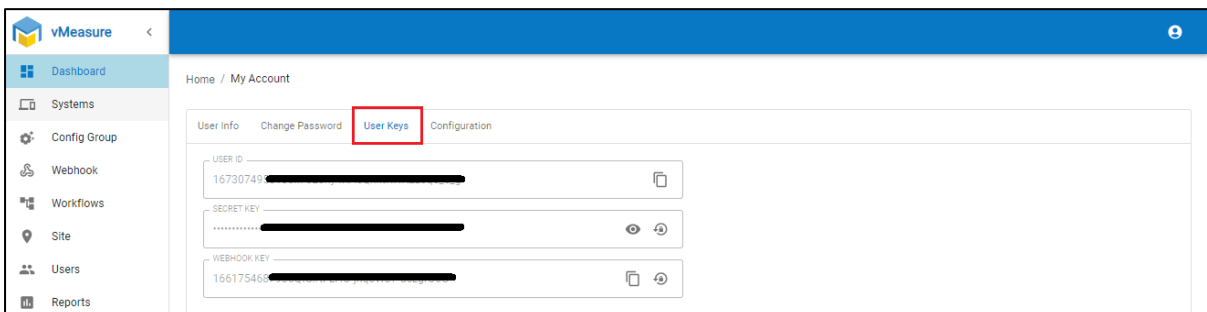 vMeasure
Dashboard
Systems
Config Group
Webhook
Workflows
Site
Users
Reports
Home / My Account
User Info Change Password User Keys Configuration
USER ID
16730749
SECRET KEY
WEBHOOK KEY
166175468